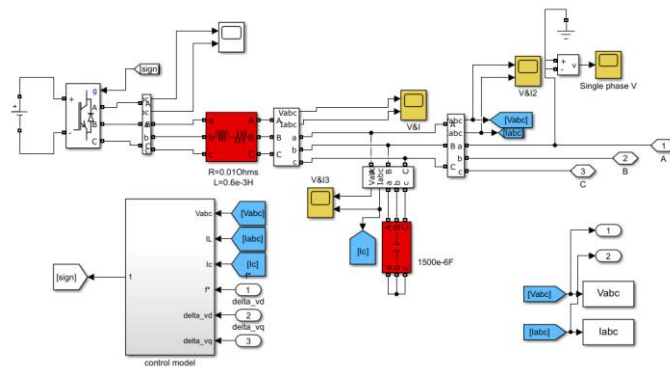 g
[sign]
+
-
A
B
C
A
B
C
a
b
c
A
B
C
R=0.01Ohms
L=0.6e-3H
Vabc
Iabc
A
B
C
a
b
c
V&I
V&I2
[Vabc]
[Iabc]
Vabc
Iabc
A
B
C
a
b
c
+
-
v
Single phase V
1
A
2
B
3
C
V&I3
Vabc
Iabc
[Ic]
1500e-6F
[sign]
1
Vabc
IL
Ic
f*
delta_vd
delta_vq
control model
[Vabc]
[Iabc]
[Ic]
f*
1
delta_vd
2
delta_vq
3
1
2
[Vabc]
Vabc
[Iabc]
Iabc